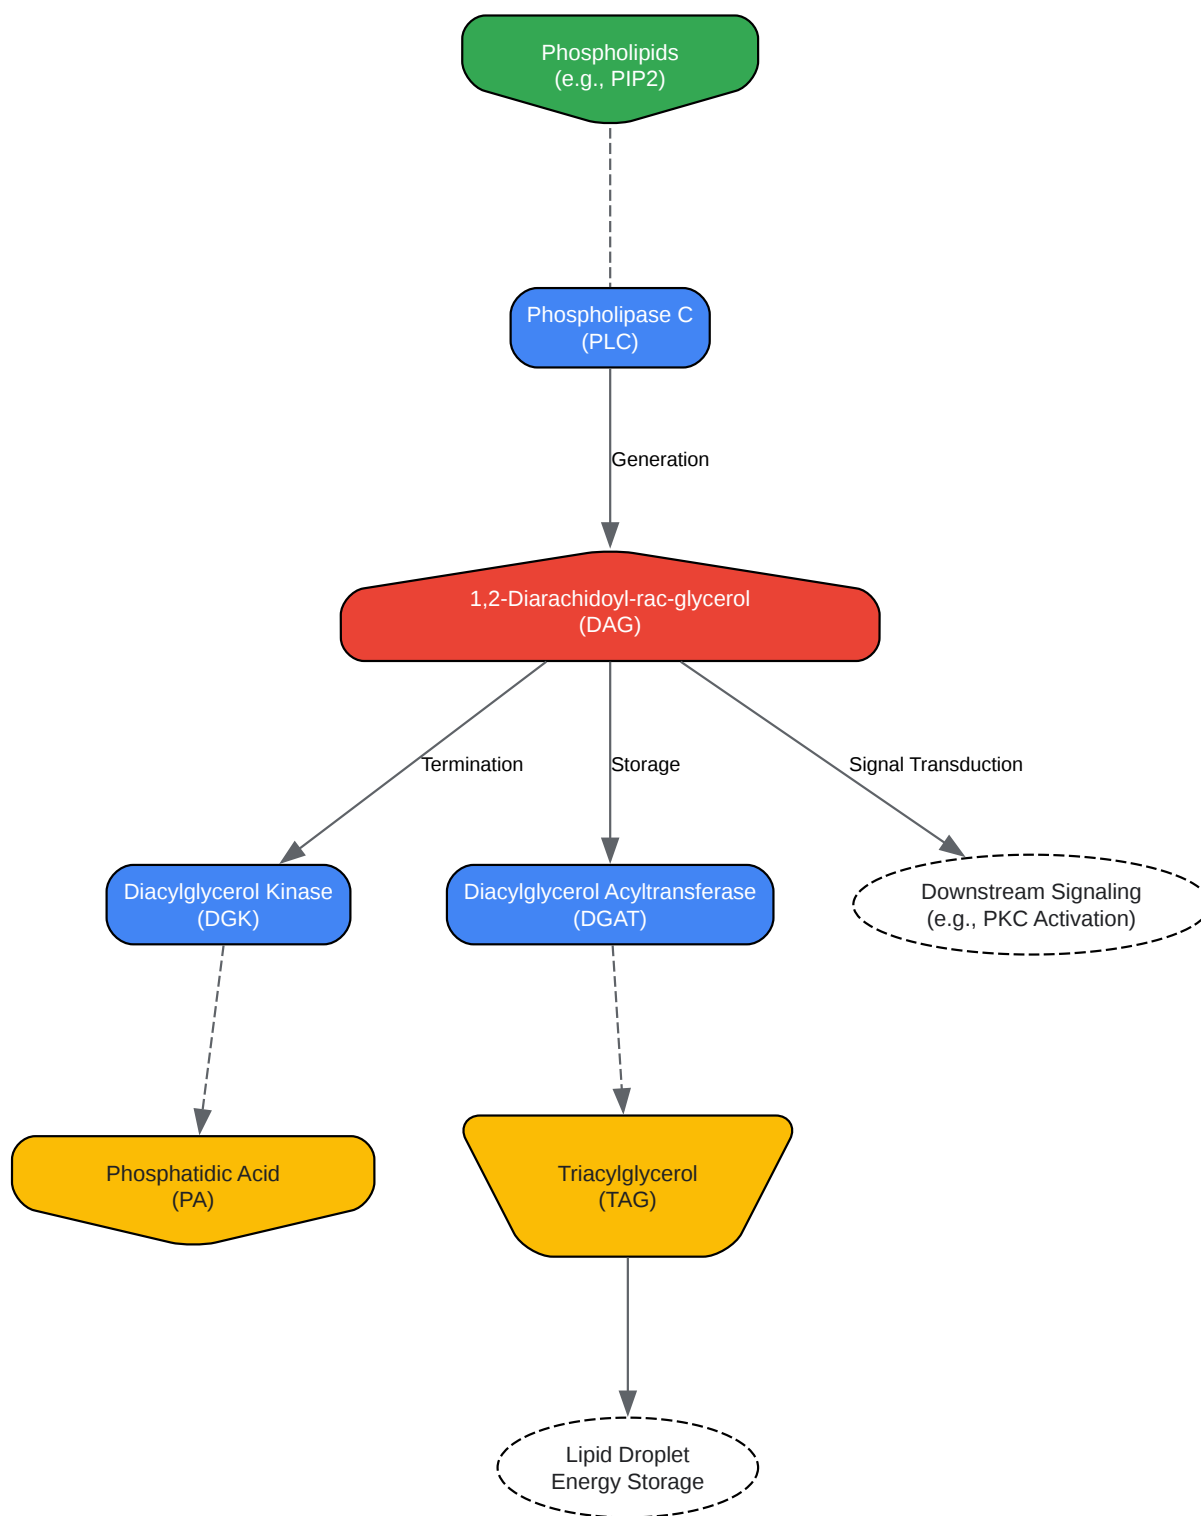 Phospholipids
(e.g., PIP2)
Phospholipase C
(PLC)
Generation
1,2-Diarachidoyl-rac-glycerol
(DAG)
Termination
Storage
Signal Transduction
Diacylglycerol Kinase
(DGK)
Diacylglycerol Acyltransferase
(DGAT)
Downstream Signaling
(e.g., PKC Activation)
Phosphatidic Acid
(PA)
Triacylglycerol
(TAG)
Lipid Droplet
Energy Storage